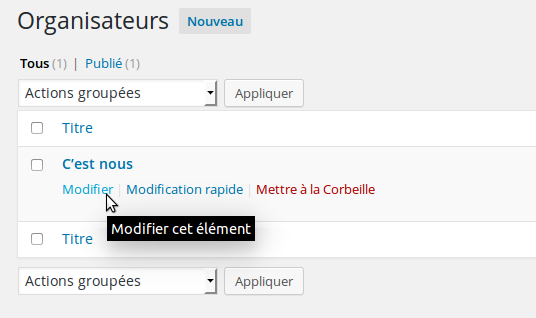 Organisateurs Nouveau
Tous (1) | Publié (1)
Actions groupées Appliquer
Titre
C'est nous
Modifier | Modification rapide | Mettre à la Corbeille
Modifier cet élément
Titre
Actions groupées Appliquer